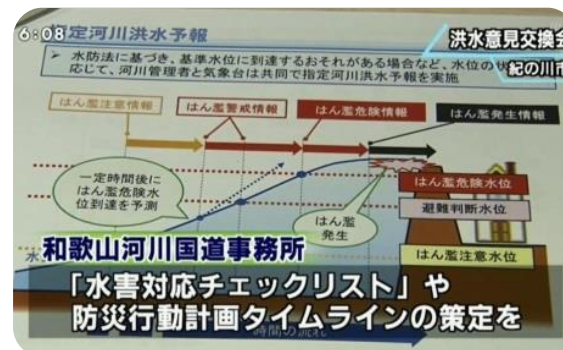 6:08
指定河川洪水予報
洪水意見交換会
紀の川市
➢ 水防法に基づき、基準水位に到達するおそれがある場合など、水位の状
応じて、河川管理者と気象台は共同で指定河川洪水予報を実施
はん濫注意情報
はん濫警戒情報
はん濫危険情報
はん濫発生情報
一定時間後に
はん濫危険水
位到達を予測
はん濫
発生
はん濫危険水位
避難判断水位
はん濫注意水位
水
和歌山河川国道事務所
「水害対応チェックリスト」や
防災行動計画タイムラインの策定を
時間の流れ